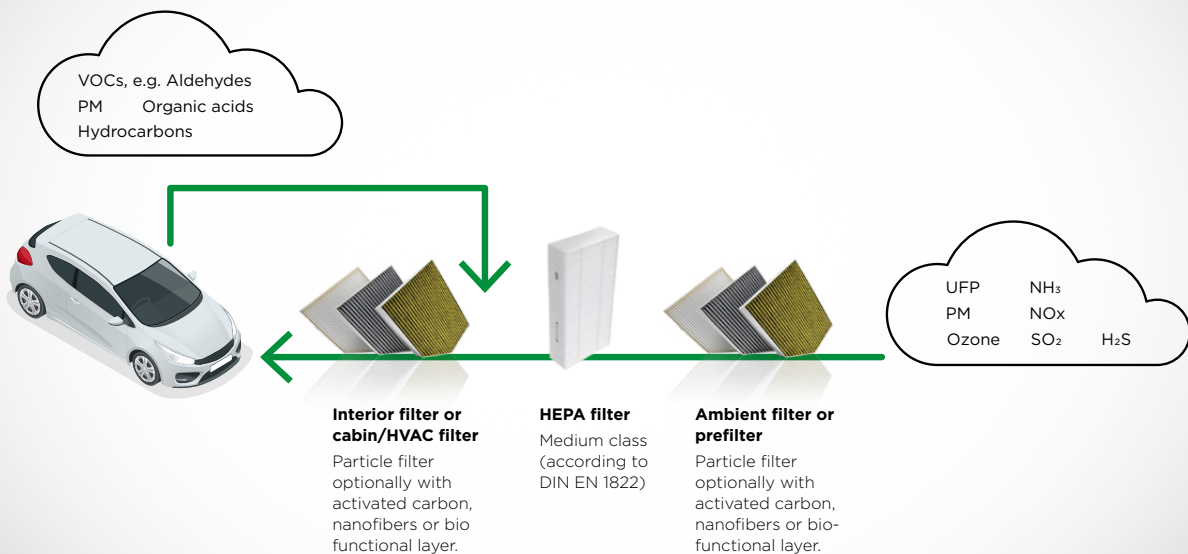 VOCs, e.g. Aldehydes
PM Organic acids
Hydrocarbons
UFP NH₃
PM NOx
Ozone SO₂ H₂S
Interior filter or
cabin/HVAC filter
Particle filter
optionally with
activated carbon,
nanofibers or bio
functional layer.
HEPA filter
Medium class
(according to
DIN EN 1822)
Ambient filter or
prefilter
Particle filter
optionally with
activated carbon,
nanofibers or bio-
functional layer.